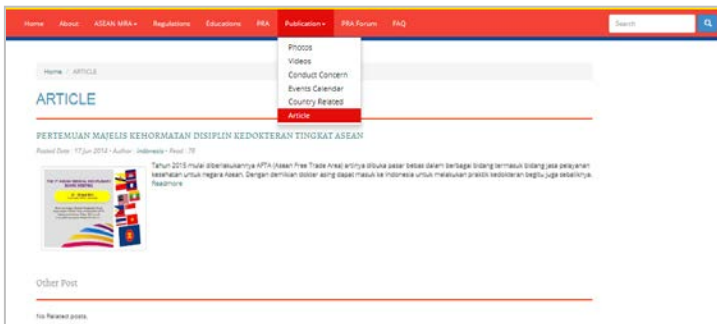 Home About ASEAN MRA Regulations Educations PRA Publication PRA Forum FAQ Search
Photos
Videos
Conduct Concern
Events Calendar
Country Related
Article
Home / ARTICLE
ARTICLE
PERTEMUAN MAJELIS KEHORMATAN DISIPLIN KEDOKTERAN TINGKAT ASEAN
Posted Date : 17 Jun 2014 • Author : indonesia • Read : 78
Tahun 2015 mulai diberlakukannya AFTA (Asean Free Trade Area) artinya dibuka pasar bebas dalam berbagai bidang termasuk bidang jasa pelayanan
kesehatan untuk negara Asean. Dengan demikian dokter asing dapat masuk ke Indonesia untuk melakukan praktik kedokteran begitu juga sebaliknya.
Readmore
Other Post
No Related posts.